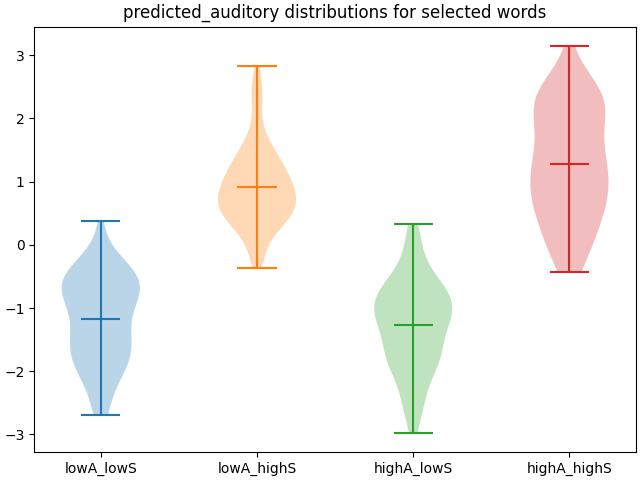 predicted_auditory distributions for selected words
3
2
1
0
−1
−2
−3
lowA_lowS
lowA_highS
highA_lowS
highA_highS